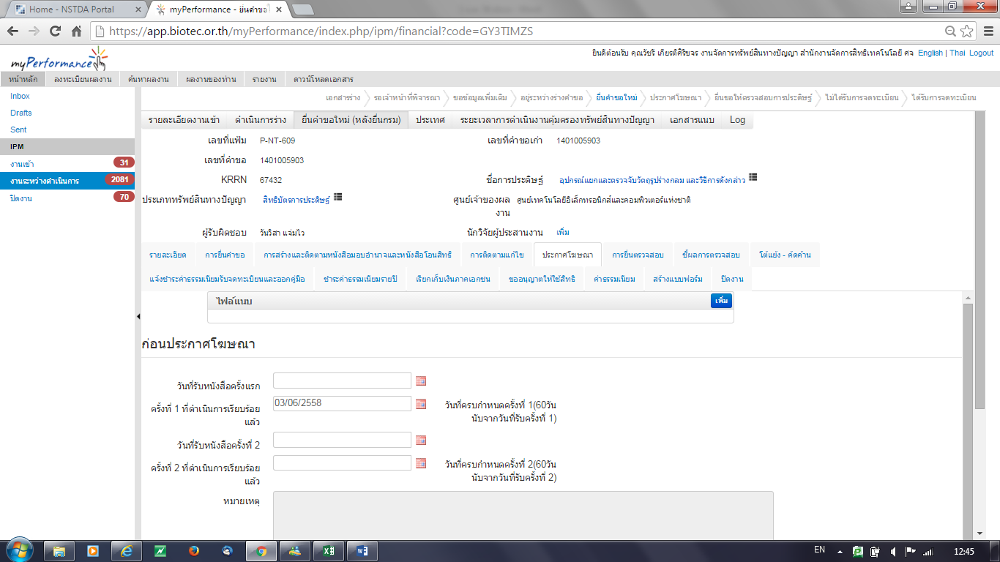 Home - NSTDA Portal
myPerformance - ยื่นคำขอใ
https://app.biotec.or.th/myPerformance/index.php/ipm/financial?code=GY3TIMZS
myPerformance
ยินดีต้อนรับ คุณวัชรี เกียรติศิริขจร งานจัดการทรัพย์สินทางปัญญา สำนักงานจัดการสิทธิเทคโนโลยี ศจ English | Thai Logout
หน้าหลัก ลงทะเบียนผลงาน ค้นหาผลงาน ผลงานของท่าน รายงาน ดาวน์โหลดเอกสาร
Inbox
Drafts
Sent
IPM
งานเข้า 31
งานระหว่างดำเนินการ 2081
ปิดงาน 70
เอกสารร่าง รอเจ้าหน้าที่พิจารณา ขอข้อมูลเพิ่มเติม อยู่ระหว่างร่างคำขอ ยื่นคำขอใหม่ ประกาศโฆษณา ยื่นขอให้ตรวจสอบการประดิษฐ์ ไม่ได้รับการจดทะเบียน ได้รับการจดทะเบียน
รายละเอียดงานเข้า ดำเนินการร่าง ยื่นคำขอใหม่ (หลังยื่นกรม) ประเทศ ระยะเวลาการดำเนินงานคุ้มครองทรัพย์สินทางปัญญา เอกสารแนบ Log
เลขที่แฟ้ม P-NT-609 เลขที่คำขอเก่า 1401005903
เลขที่คำขอ 1401005903
KRRN 67432 ชื่อการประดิษฐ์ อุปกรณ์แยกและตรวจจับวัตถุรูปร่างกลม และวิธีการดังกล่าว
ประเภททรัพย์สินทางปัญญา สิทธิบัตรการประดิษฐ์ ศูนย์เจ้าของผลงาน ศูนย์เทคโนโลยีอิเล็กทรอนิกส์และคอมพิวเตอร์แห่งชาติ
ผู้รับผิดชอบ วันวิสา แจ่มไว นักวิจัยผู้ประสานงาน เพิ่ม
รายละเอียด การยื่นคำขอ การสร้างและติดตามหนังสือมอบอำนาจและหนังสือโอนสิทธิ การติดตามแก้ไข ประกาศโฆษณา การยื่นตรวจสอบ ชี้ผลการตรวจสอบ โต้แย้ง - คัดค้าน
แจ้งชำระค่าธรรมเนียมรับจดทะเบียนและออกคู่มือ ชำระค่าธรรมเนียมรายปี เรียกเก็บเงินภาคเอกชน ขออนุญาตให้ใช้สิทธิ ค่าธรรมเนียม สร้างแบบฟอร์ม ปิดงาน
ไฟล์แนบ เพิ่ม
ก่อนประกาศโฆษณา
วันที่รับหนังสือครั้งแรก
ครั้งที่ 1 ที่ดำเนินการเรียบร้อย
แล้ว
03/06/2558
วันที่ครบกำหนดครั้งที่ 1(60วัน
นับจากวันที่รับครั้งที่ 1)
วันที่รับหนังสือครั้งที่ 2
ครั้งที่ 2 ที่ดำเนินการเรียบร้อย
แล้ว
วันที่ครบกำหนดครั้งที่ 2(60วัน
นับจากวันที่รับครั้งที่ 2)
หมายเหตุ
EN 12:45